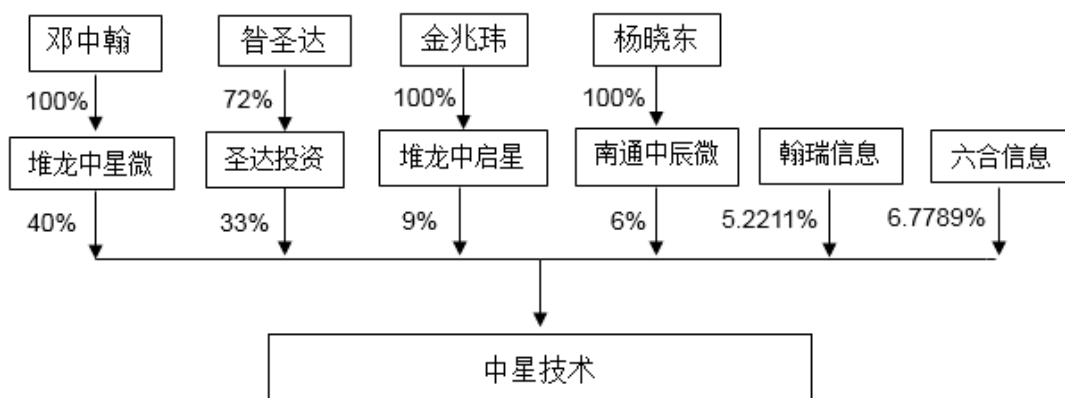 邓中翰
昝圣达
金兆玮
杨晓东
100%
72%
100%
100%
堆龙中星微
圣达投资
堆龙中启星
南通中辰微
翰瑞信息
六合信息
40%
33%
9%
6%
5.2211%
6.7789%
中星技术